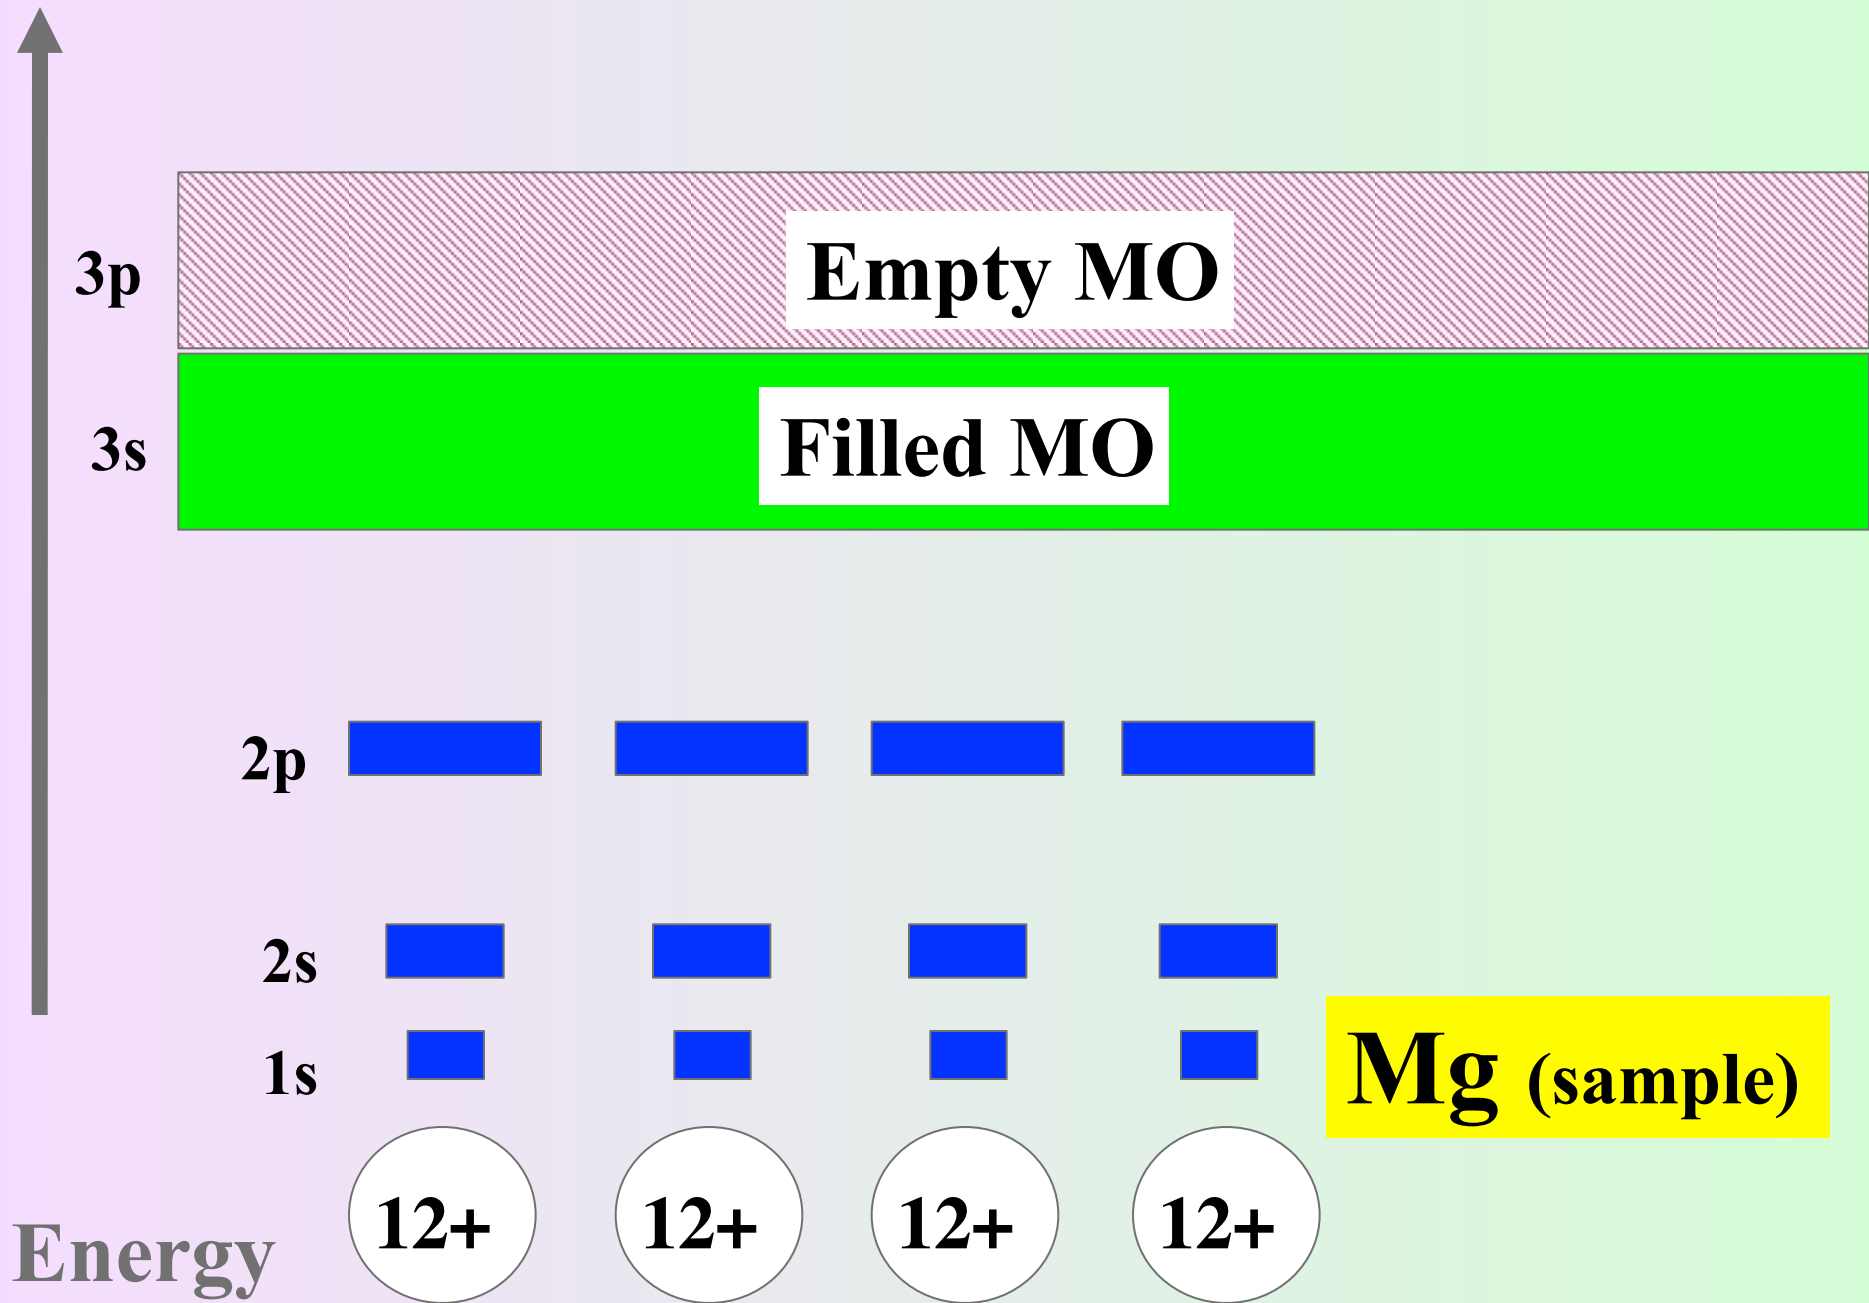 3p
Empty MO
3s
Filled MO
2p
2s
1s
Mg (sample)
12+ 12+ 12+ 12+
Energy